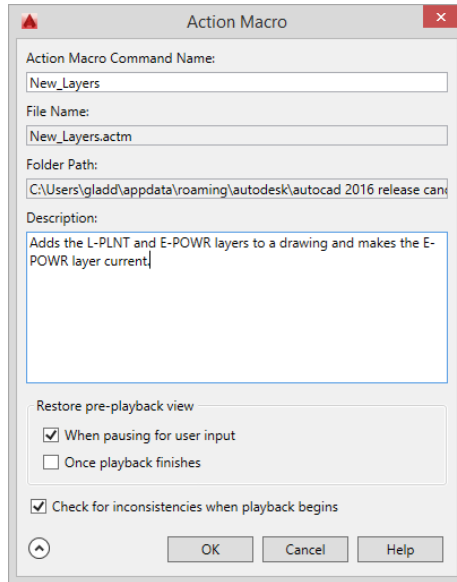 Action Macro
Action Macro Command Name:
New_Layers
File Name:
New_Layers.actm
Folder Path:
C:\Users\gladd\appdata\roaming\autodesk\autocad 2016 release
Description:
Adds the L-PLNT and E-POWR layers to a drawing and makes the E-
POWR layer current.
Restore pre-playback view
When pausing for user input
Once playback finishes
Check for inconsistencies when playback begins
OK Cancel Help